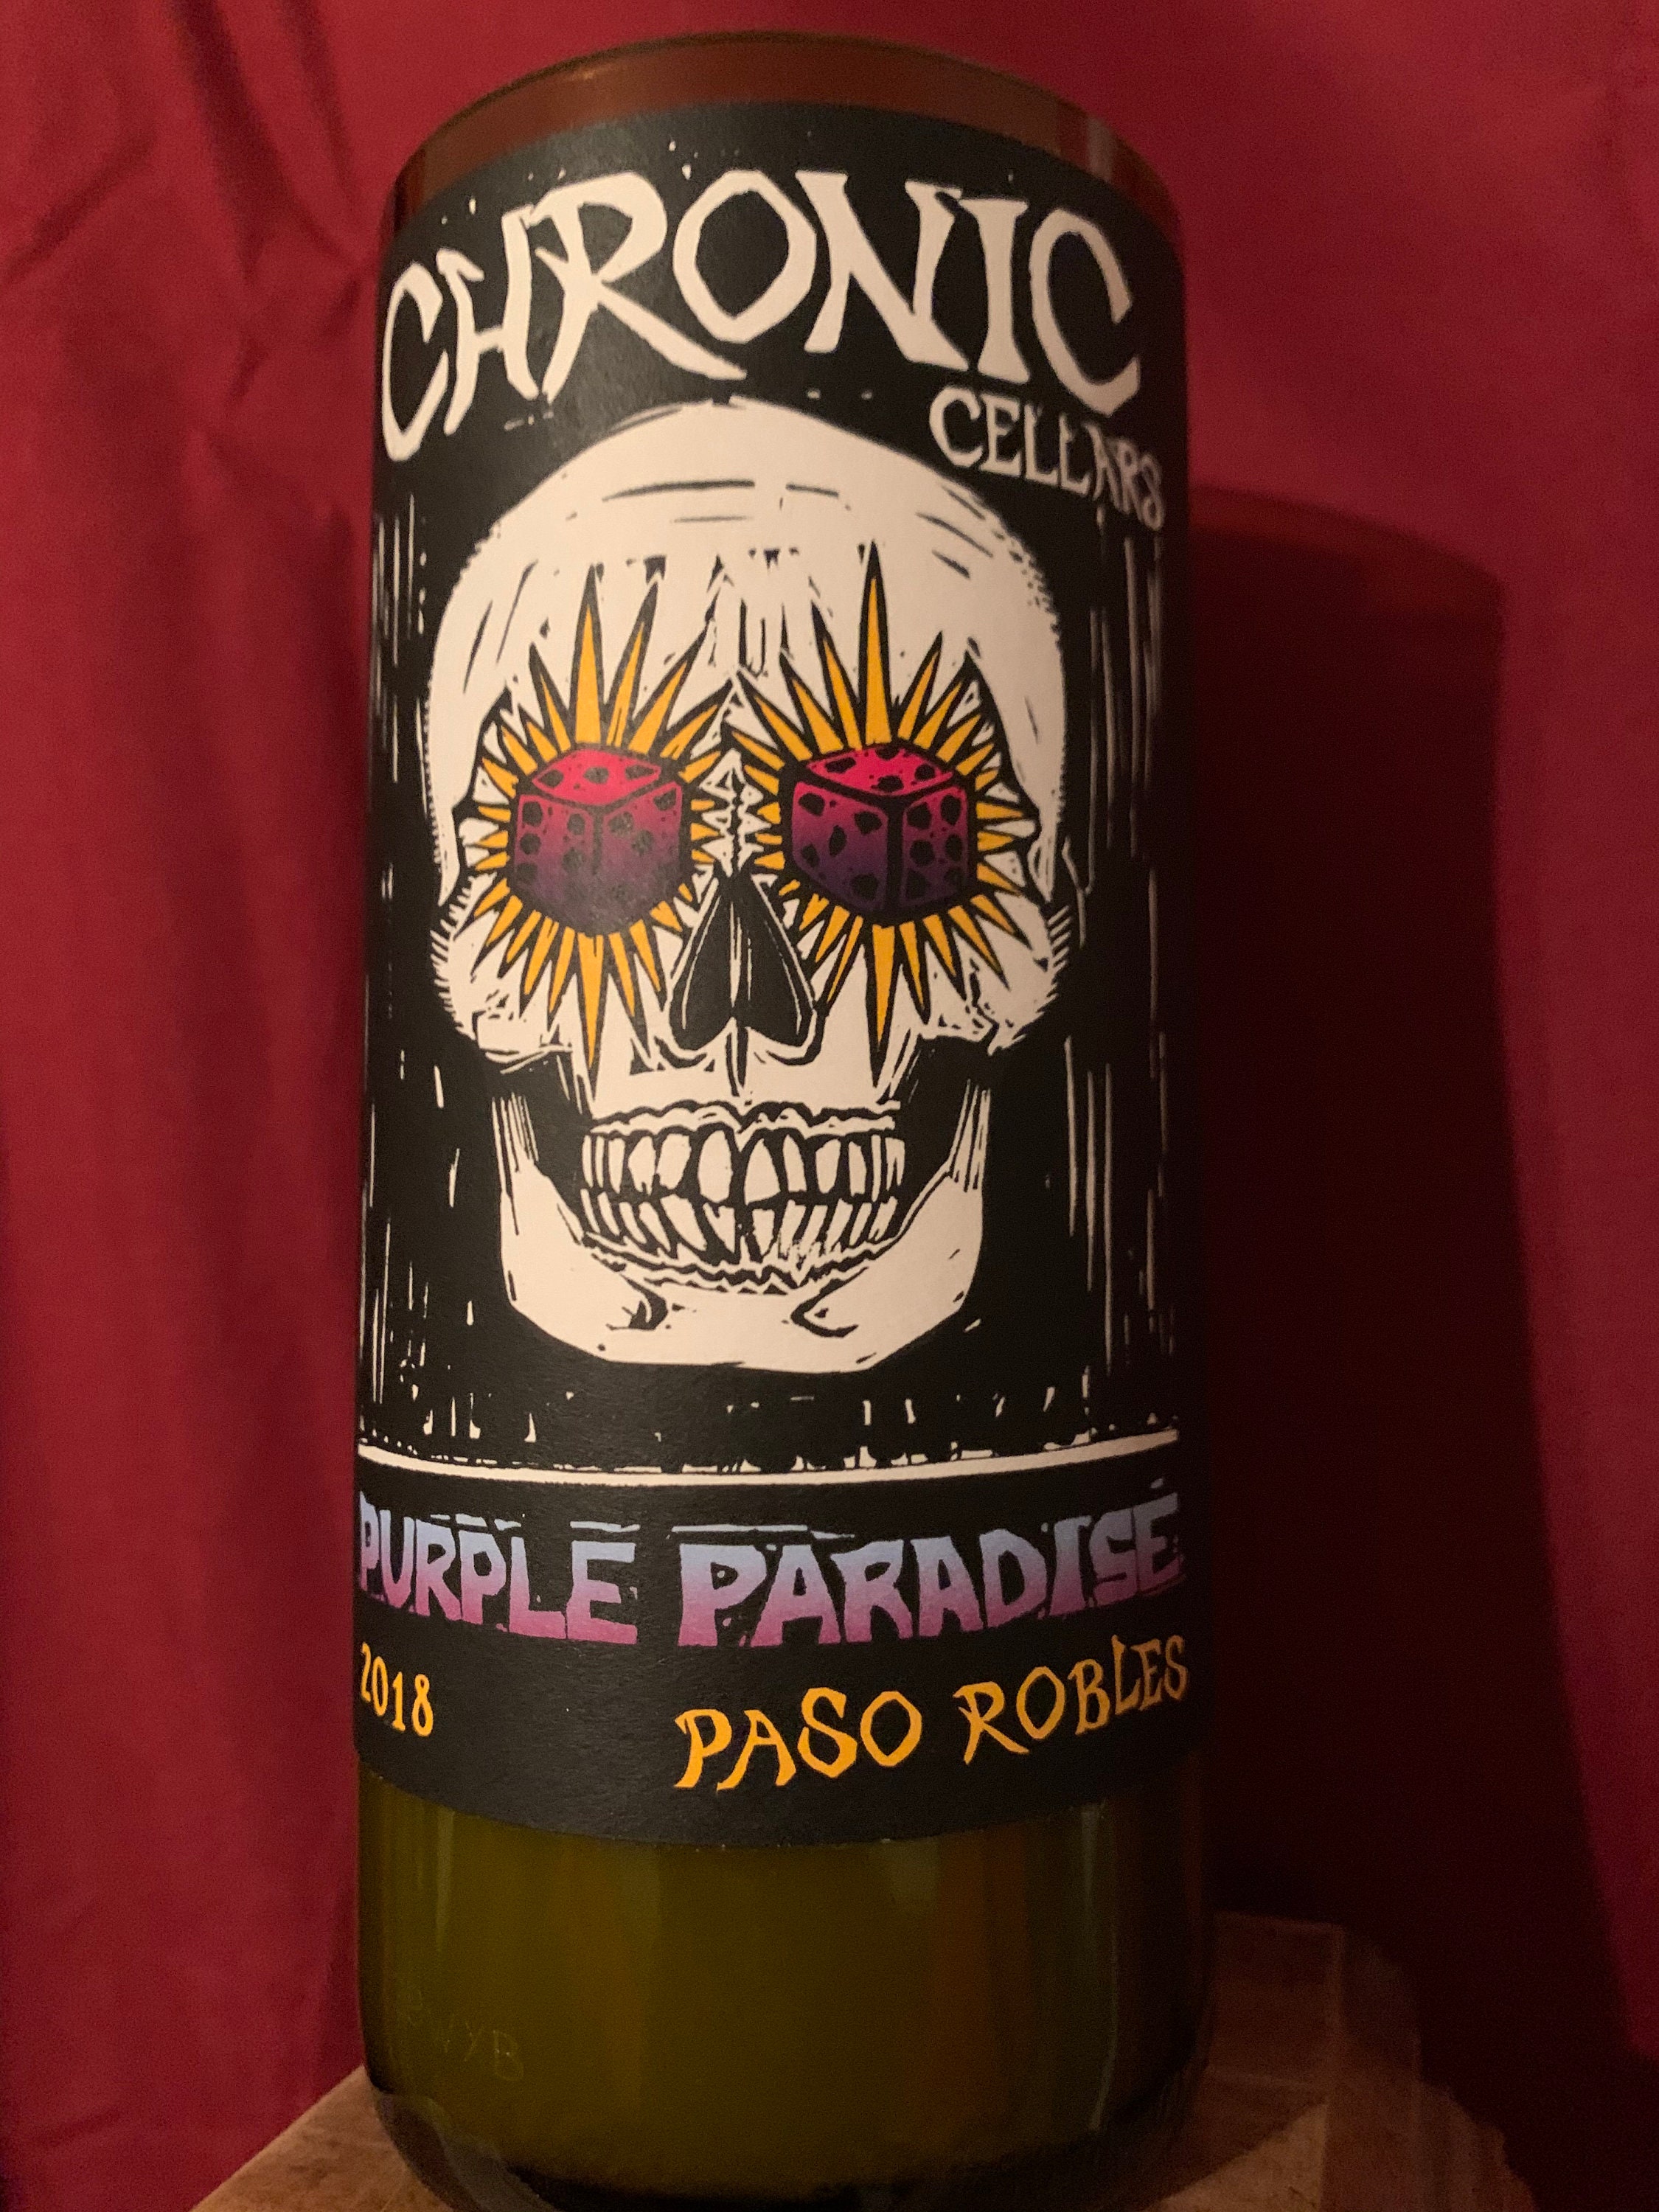 CHRONIC
CELLARS
PURPLE PARADISE
2018
PASO ROBLES